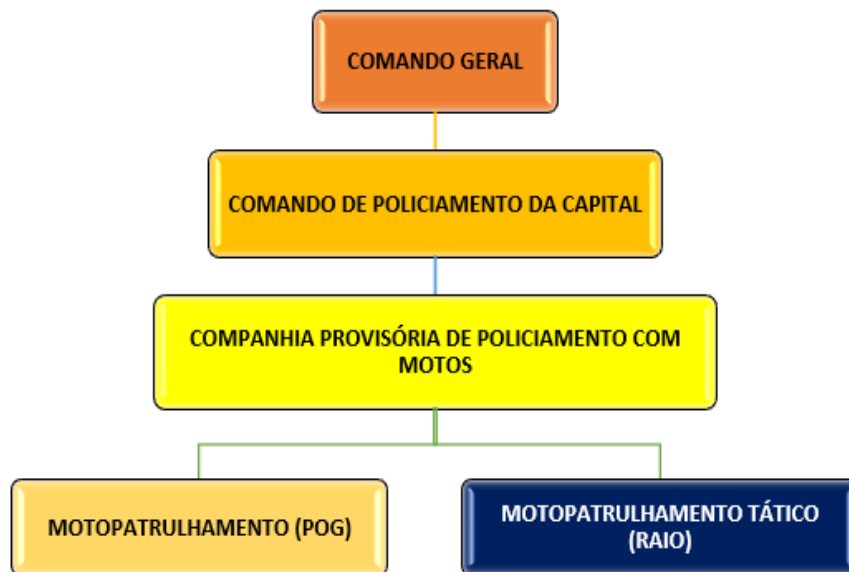 COMANDO GERAL
COMANDO DE POLICIAMENTO DA CAPITAL
COMPANHIA PROVISÓRIA DE POLICIAMENTO COM
MOTOS
MOTOPATRULHAMENTO (POG)
MOTOPATRULHAMENTO TÁTICO
(RAIO)